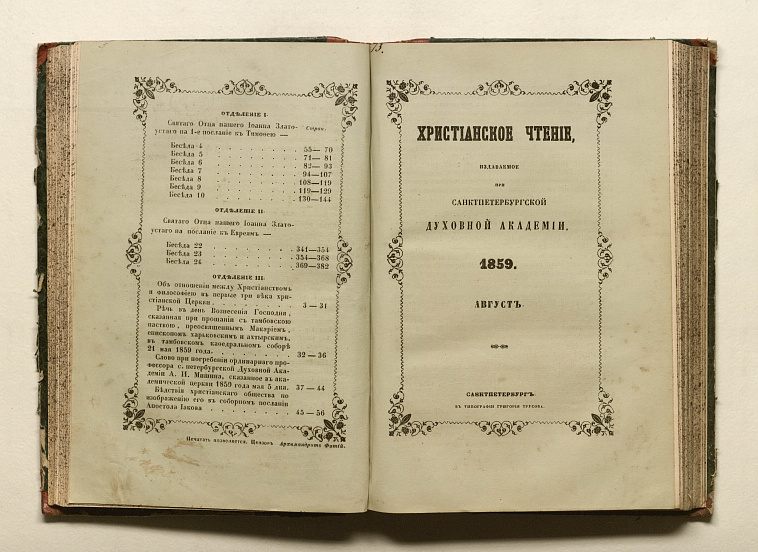 ОТДѢЛЕНІЕ I.
Святаго Отца нашего Іоанна Злато- Стран.
устаго на 1-е посланіе къ Тимоѳею —
Бесѣда 4 . . . . . . . . 55— 70
Бесѣда 5 . . . . . . . . 71— 81
Бесѣда 6 . . . . . . . . 82— 93
Бесѣда 7 . . . . . . . . 94—107
Бесѣда 8 . . . . . . . . 108—119
Бесѣда 9 . . . . . . . . 119—129
Бесѣда 10 . . . . . . . . 130—144
ОТДѢЛЕНІЕ II:
Святаго Отца нашего Іоанна Злато-
устаго на посланіе къ Евреямъ —
Бесѣда 22 . . . . . . . . 341—354
Бесѣда 23 . . . . . . . . 354—368
Бесѣда 24 . . . . . . . . 369—382
ОТДѢЛЕНІЕ III:
Объ отношеніи между Христіанствомъ
и философіею въ первые три вѣка хри-
стіанской Церкви. . . . . . . . 3 — 31
Рѣчь въ день Вознесенія Господня,
сказанная при прощаніи съ тамбовскою
паствою, преосвященнымъ Макаріемъ,
епископомъ харьковскимъ и ахтырскимъ,
въ тамбовскомъ каѳедральномъ соборѣ
21 мая 1859 года. . . . . . . . 32 — 36
Слово при погребеніи ординарнаго про-
фессора с. петербургской Духовной Ака-
деміи А. И. Мишина, сказанное въ ака-
демической церкви 1859 года мая 5 дня. 37 — 44
Бѣдствія христіанскаго общества по
изображенію его въ соборномъ посланіи
Апостола Іакова . . . . . . . . 45 — 56
Печатать позволяется. Ценсоръ Архимандритъ Фотій.
ХРИСТІАНСКОЕ ЧТЕНІЕ,
ИЗДАВАЕМОЕ
ПРИ
САНКТПЕТЕРБУРГСКОЙ
ДУХОВНОЙ АКАДЕМІИ.
1859.
АВГУСТЪ.
САНКТПЕТЕРБУРГЪ.
ВЪ ТИПОГРАФІИ ГРИГОРІЯ ТРУСОВА.